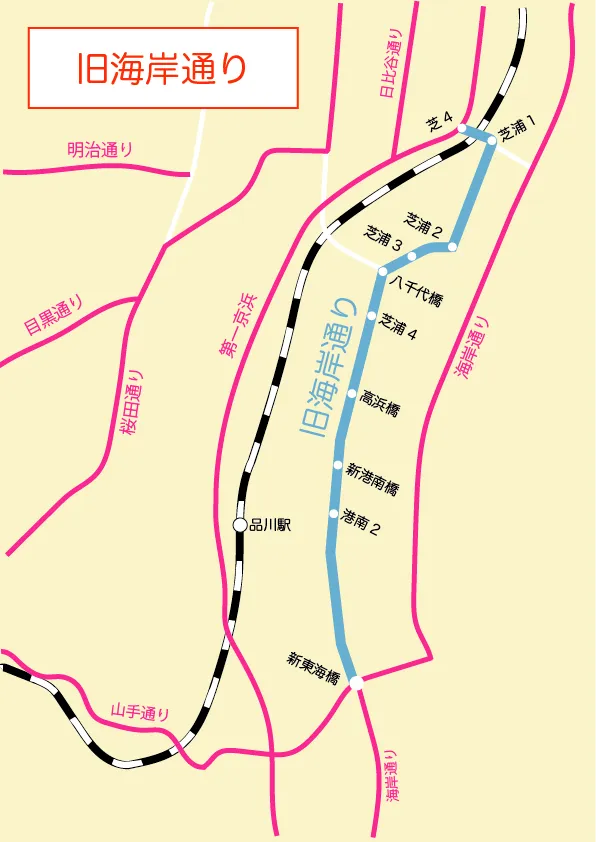 旧海岸通り
日比谷通り
芝4
芝浦1
明治通り
芝浦2
芝浦3
八千代橋
目黒通り
第一京浜
旧海岸通り
芝浦4
海岸通り
桜田通り
高浜橋
新港南橋
品川駅
港南2
新東海橋
山手通り
海岸通り